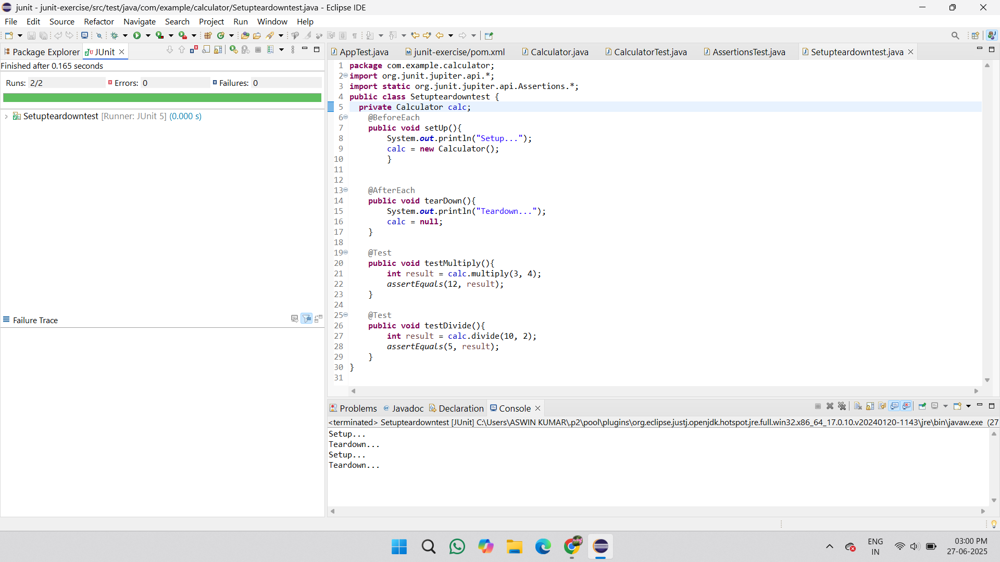 junit - junit-exercise/src/test/java/com/example/calculator/Setupteardowntest.java - Eclipse IDE
File Edit Source Refactor Navigate Search Project Run Window Help
Package Explorer JUnit
Finished after 0.165 seconds
Runs: 2/2 Errors: 0 Failures: 0
Setupteardowntest [Runner: JUnit 5] (0.000 s)
Failure Trace
AppTest.java junit-exercise/pom.xml Calculator.java CalculatorTest.java AssertionsTest.java Setupteardowntest.java
1 package com.example.calculator;
2 import org.junit.jupiter.api.*;
3 import static org.junit.jupiter.api.Assertions.*;
4 public class Setupteardowntest {
5 private Calculator calc;
6 @BeforeEach
7 public void setUp(){
8 System.out.println("Setup...");
9 calc = new Calculator();
10 }
11
12
13 @AfterEach
14 public void tearDown(){
15 System.out.println("Teardown...");
16 calc = null;
17 }
18
19 @Test
20 public void testMultiply(){
21 int result = calc.multiply(3, 4);
22 assertEquals(12, result);
23 }
24
25 @Test
26 public void testDivide(){
27 int result = calc.divide(10, 2);
28 assertEquals(5, result);
29 }
30 }
31
Problems Javadoc Declaration Console
<terminated> Setupteardowntest [JUnit] C:\Users\ASWIN KUMAR\.p2\pool\plugins\org.eclipse.justj.openjdk.hotspot.jre.full.win32.x86_64_17.0.10.v20240120-1143\jre\bin\javaw.exe (27
Setup...
Teardown...
Setup...
Teardown...
ENG
IN
03:00 PM
27-06-2025